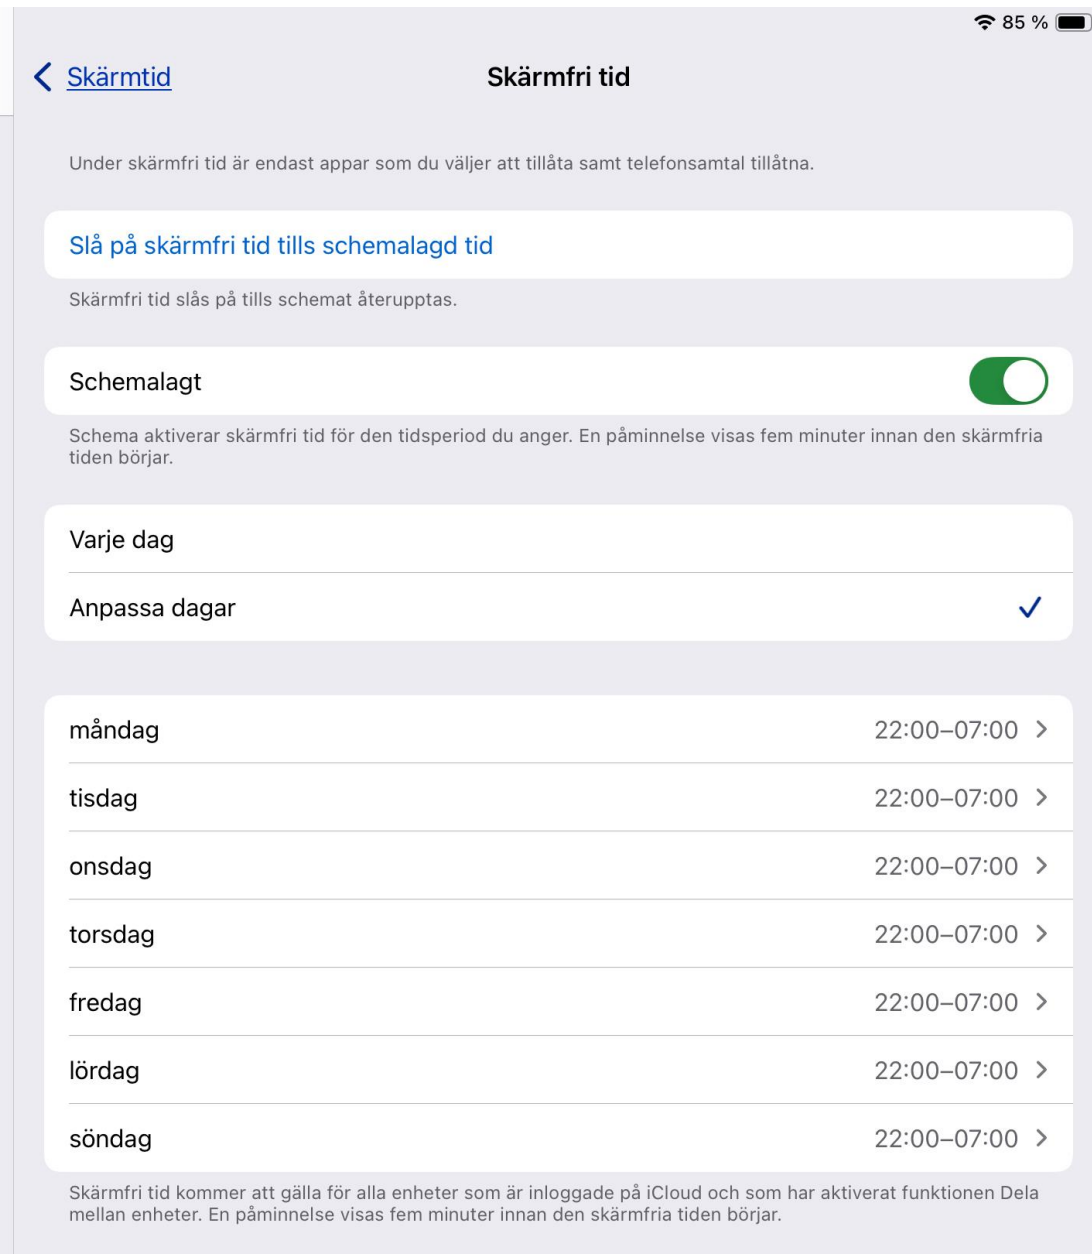 85 %
Skärmtid
Skärmfri tid
Under skärmfri tid är endast appar som du väljer att tillåta samt telefonsamtal tillåtna.
Slå på skärmfri tid tills schemalagd tid
Skärmfri tid slås på tills schemat återupptas.
Schemalagt
Schema aktiverar skärmfri tid för den tidsperiod du anger. En påminnelse visas fem minuter innan den skärmfria
tiden börjar.
Varje dag
Anpassa dagar
måndag 22:00–07:00
tisdag 22:00–07:00
onsdag 22:00–07:00
torsdag 22:00–07:00
fredag 22:00–07:00
lördag 22:00–07:00
söndag 22:00–07:00
Skärmfri tid kommer att gälla för alla enheter som är inloggade på iCloud och som har aktiverat funktionen Dela
mellan enheter. En påminnelse visas fem minuter innan den skärmfria tiden börjar.